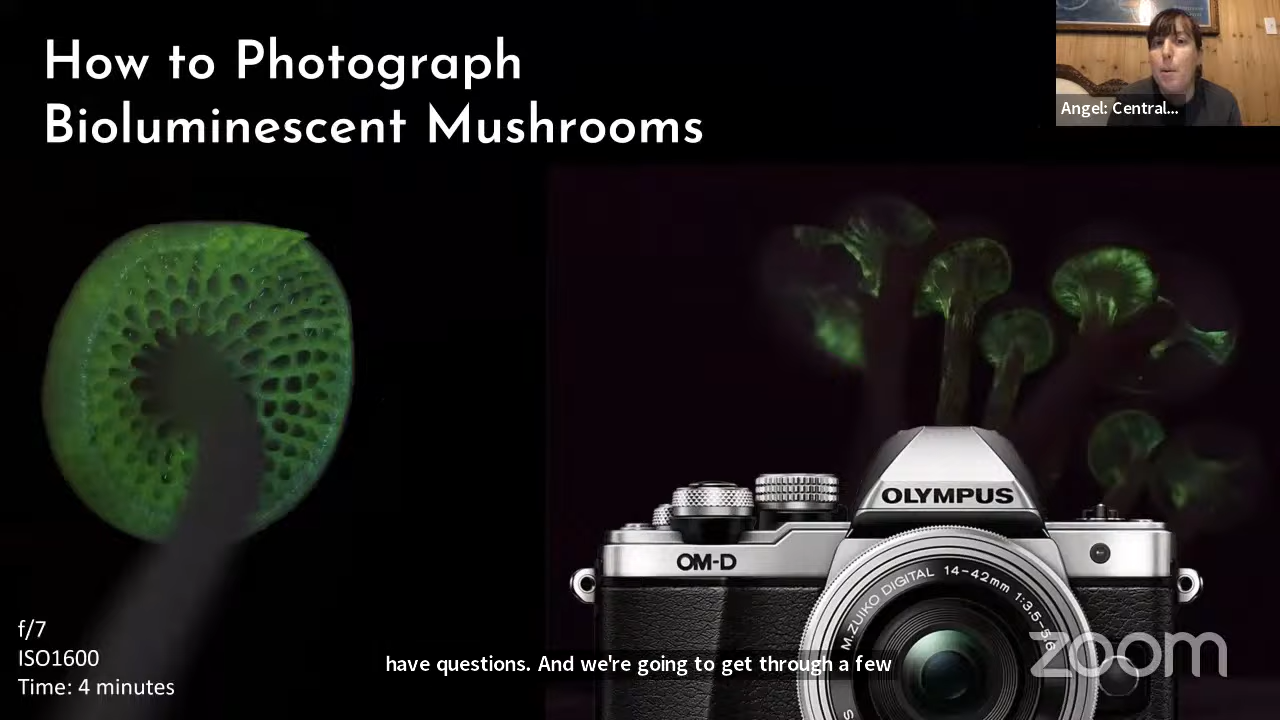 How to Photograph
Bioluminescent Mushrooms
Angel: Central...
OLYMPUS
OM-D
M.ZUIKO DIGITAL 14-42mm 1:3.5-5.6
f/7
ISO1600
Time: 4 minutes
have questions. And we're going to get through a few
zoom